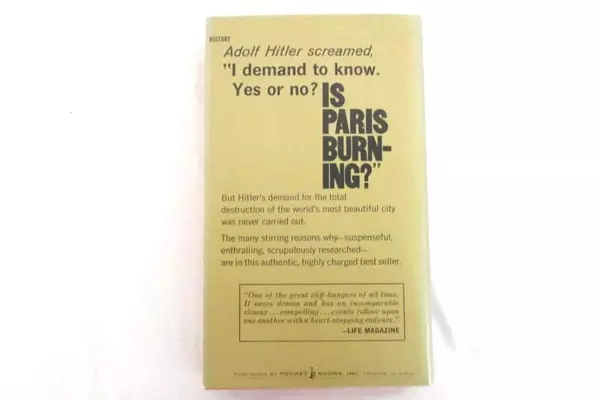 HISTORY
Adolf Hitler screamed,
"I demand to know.
Yes or no? IS
PARIS
BURN-
ING?"
But Hitler's demand for the total
destruction of the world's most beautiful city
was never carried out.
The many stirring reasons why—suspenseful,
enthralling, scrupulously researched—
are in this authentic, highly charged best seller.
"One of the great cliff-hangers of all time.
It oozes drama and has an incomparable
climax...compelling...events follow upon
one another with a heart-stopping cadence."
—LIFE MAGAZINE
PUBLISHED BY POCKET BOOKS, INC. PRINTED IN U.S.A.